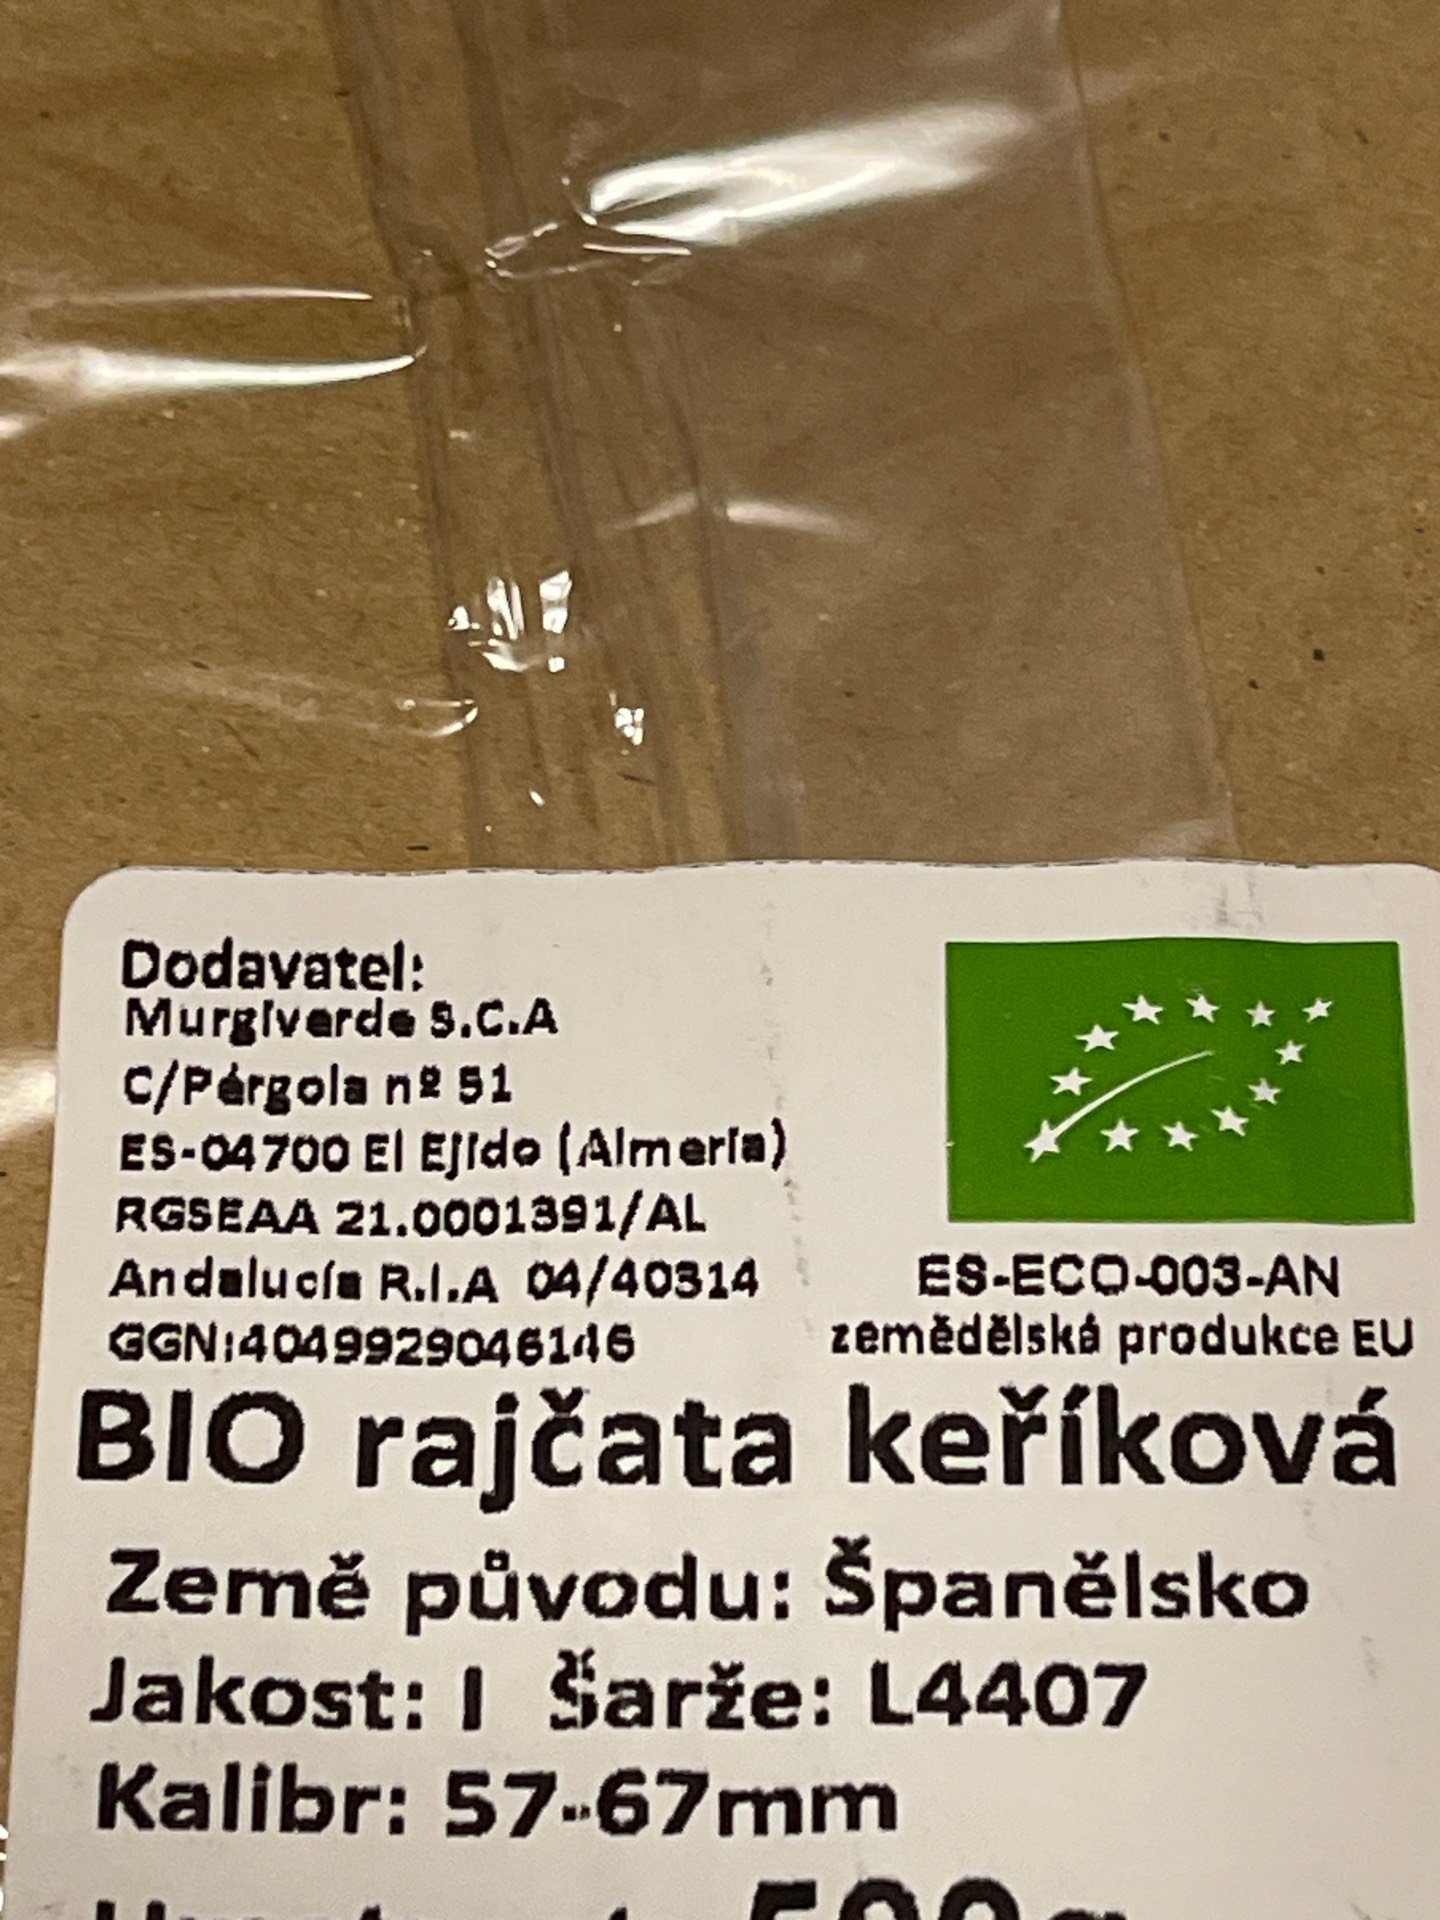 Dodavatel:
Murgiverde S.C.A
C/Pérgola nº 51
ES-04700 El Ejido (Almería)
RGSEAA 21.0001391/AL
Andalucía R.I.A 04/40314
GGN:4049929046146
ES-ECO-003-AN
zemědělská produkce EU
BIO rajčata keříková
Země původu: Španělsko
Jakost: I Šarže: L4407
Kalibr: 57-67mm
500g